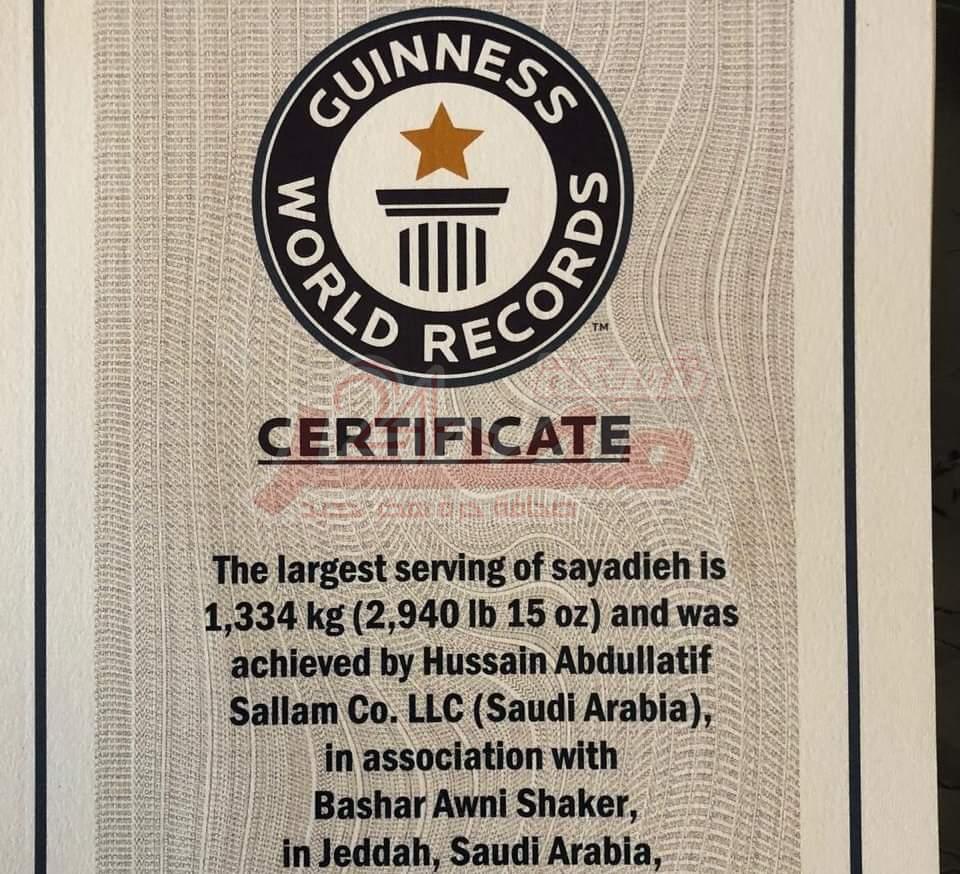 GUINNESS
WORLD RECORDS
TM
CERTIFICATE
The largest serving of sayadieh is
1,334 kg (2,940 lb 15 oz) and was
achieved by Hussain Abdullatif
Sallam Co. LLC (Saudi Arabia),
in association with
Bashar Awni Shaker,
in Jeddah, Saudi Arabia,